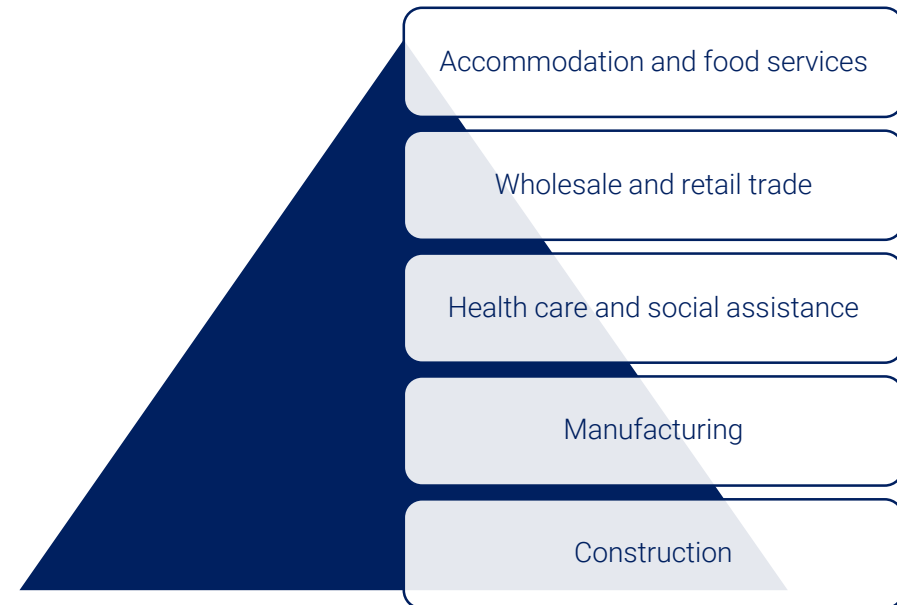 Accommodation and food services
Wholesale and retail trade
Health care and social assistance
Manufacturing
Construction